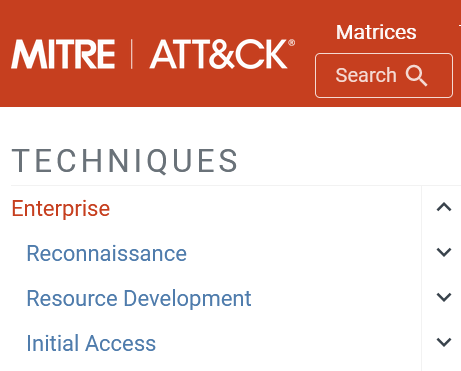 Matrices
MITRE | ATT&CK®
Search
TECHNIQUES
Enterprise
Reconnaissance
Resource Development
Initial Access